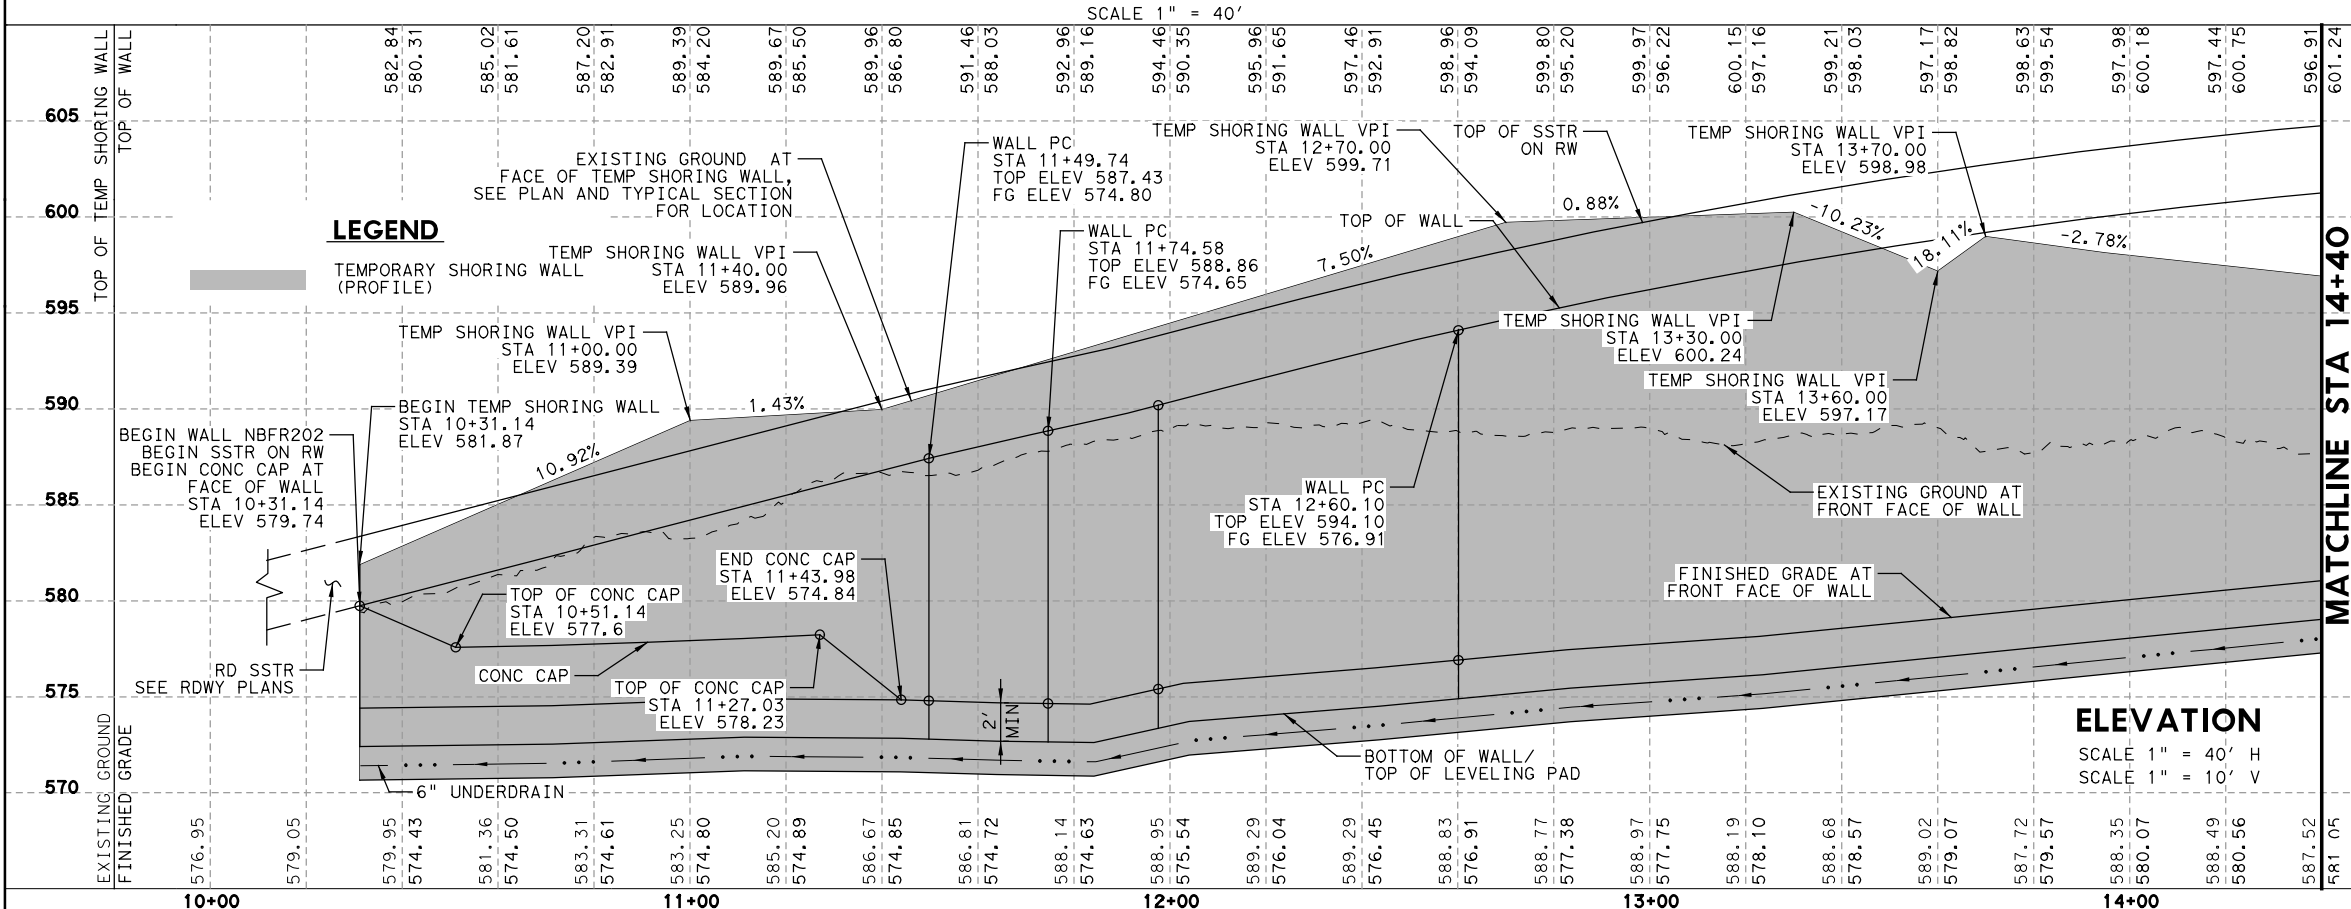 SCALE 1" = 40'
TOP OF TEMP SHORING WALL
TOP OF WALL
582.84
580.31
585.02
581.61
587.20
582.91
589.39
584.20
589.67
585.50
589.96
586.80
591.46
588.03
592.96
589.16
594.46
590.35
595.96
591.65
597.46
592.91
598.96
594.09
599.80
595.20
599.97
596.22
600.15
597.16
599.21
598.03
597.17
598.82
598.63
599.54
597.98
600.18
597.44
600.75
596.91
601.24
605
600
595
590
585
580
575
570
LEGEND
TEMPORARY SHORING WALL
(PROFILE)
EXISTING GROUND AT
FACE OF TEMP SHORING WALL,
SEE PLAN AND TYPICAL SECTION
FOR LOCATION
WALL PC
STA 11+49.74
TOP ELEV 587.43
FG ELEV 574.80
TEMP SHORING WALL VPI
STA 12+70.00
ELEV 599.71
TOP OF SSTR
ON RW
TEMP SHORING WALL VPI
STA 13+70.00
ELEV 598.98
TEMP SHORING WALL VPI
STA 11+40.00
ELEV 589.96
WALL PC
STA 11+74.58
TOP ELEV 588.86
FG ELEV 574.65
TOP OF WALL
7.50%
0.88%
-10.23%
18.11%
-2.78%
TEMP SHORING WALL VPI
STA 11+00.00
ELEV 589.39
1.43%
10.92%
TEMP SHORING WALL VPI
STA 13+30.00
ELEV 600.24
TEMP SHORING WALL VPI
STA 13+60.00
ELEV 597.17
BEGIN TEMP SHORING WALL
STA 10+31.14
ELEV 581.87
BEGIN WALL NBFR202
BEGIN SSTR ON RW
BEGIN CONC CAP AT
FACE OF WALL
STA 10+31.14
ELEV 579.74
WALL PC
STA 12+60.10
TOP ELEV 594.10
FG ELEV 576.91
EXISTING GROUND AT
FRONT FACE OF WALL
END CONC CAP
STA 11+43.98
ELEV 574.84
TOP OF CONC CAP
STA 10+51.14
ELEV 577.6
FINISHED GRADE AT
FRONT FACE OF WALL
RD SSTR
SEE RDWY PLANS
CONC CAP
TOP OF CONC CAP
STA 11+27.03
ELEV 578.23
2'
MIN
BOTTOM OF WALL/
TOP OF LEVELING PAD
6" UNDERDRAIN
MATCHLINE STA 14+40
ELEVATION
SCALE 1" = 40' H
SCALE 1" = 10' V
EXISTING GROUND
FINISHED GRADE
576.95
579.05
579.95
574.43
581.36
574.50
583.31
574.61
583.25
574.80
585.20
574.89
586.67
574.85
586.81
574.72
588.14
574.63
588.95
575.54
589.29
576.04
589.29
576.45
588.83
576.91
588.77
577.38
588.97
577.75
588.19
578.10
588.68
578.57
589.02
579.07
587.72
579.57
588.35
580.07
588.49
580.56
587.52
581 05
10+00
11+00
12+00
13+00
14+00